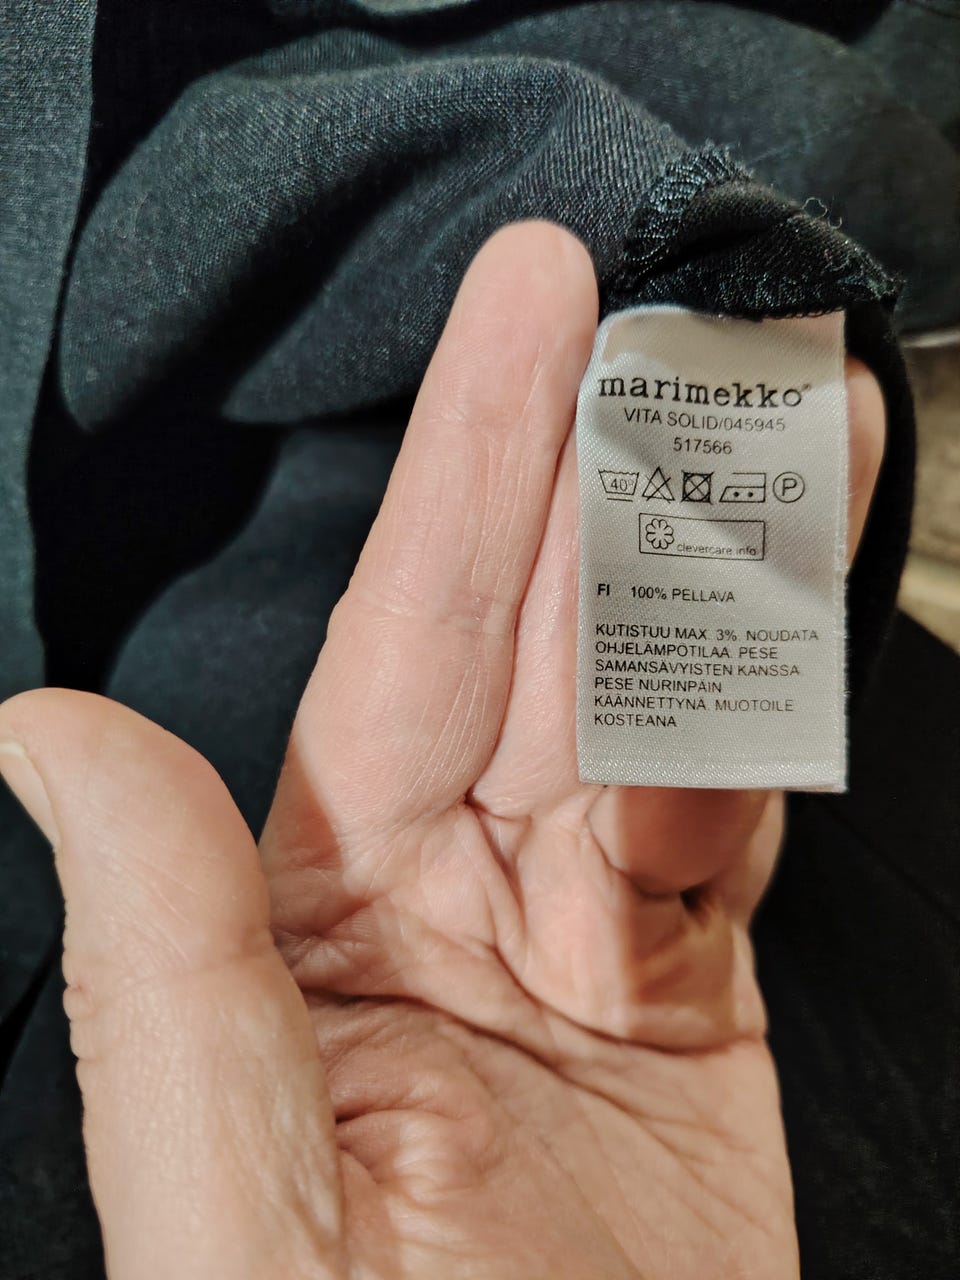 marimekko®
VITA SOLID/045945
517566
40 P
clevercare.info
FI 100% PELLAVA
KUTISTUU MAX. 3%. NOUDATA
OHJELÄMPÖTILAA. PESE
SAMANSÄVYISTEN KANSSA.
PESE NURINPÄIN
KÄÄNNETTYNÄ. MUOTOILE
KOSTEANA